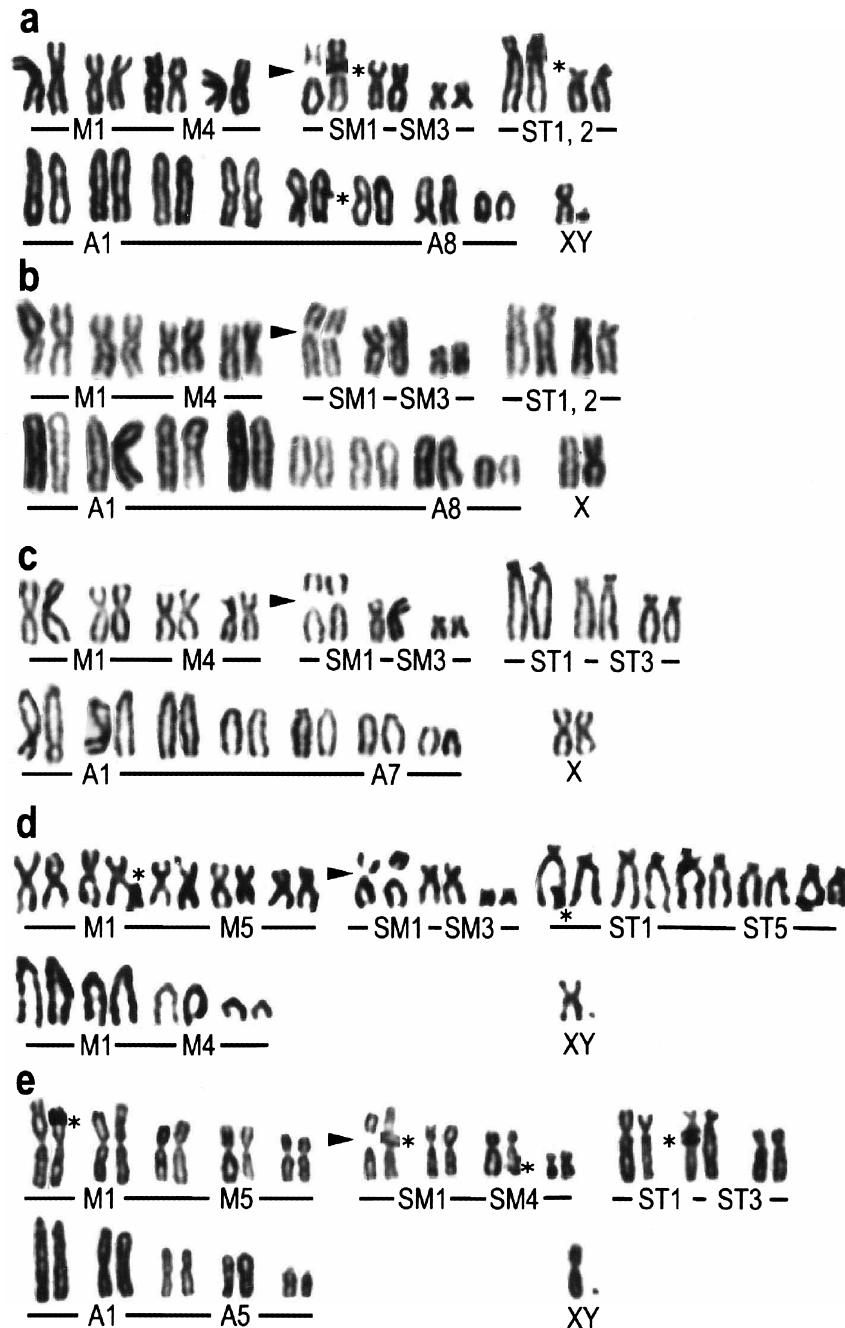 a
* *
M1 M4 SM1 SM3 ST1, 2
*
A1 A8 XY
b
M1 M4 SM1 SM3 ST1, 2
A1 A8 X
c
M1 M4 SM1 SM3 ST1 ST3
A1 A7 X
d
*
M1 M5 SM1 SM3 * ST1 ST5
M1 M4 XY
e
* * * *
M1 M5 SM1 SM4 ST1 ST3
A1 A5 XY